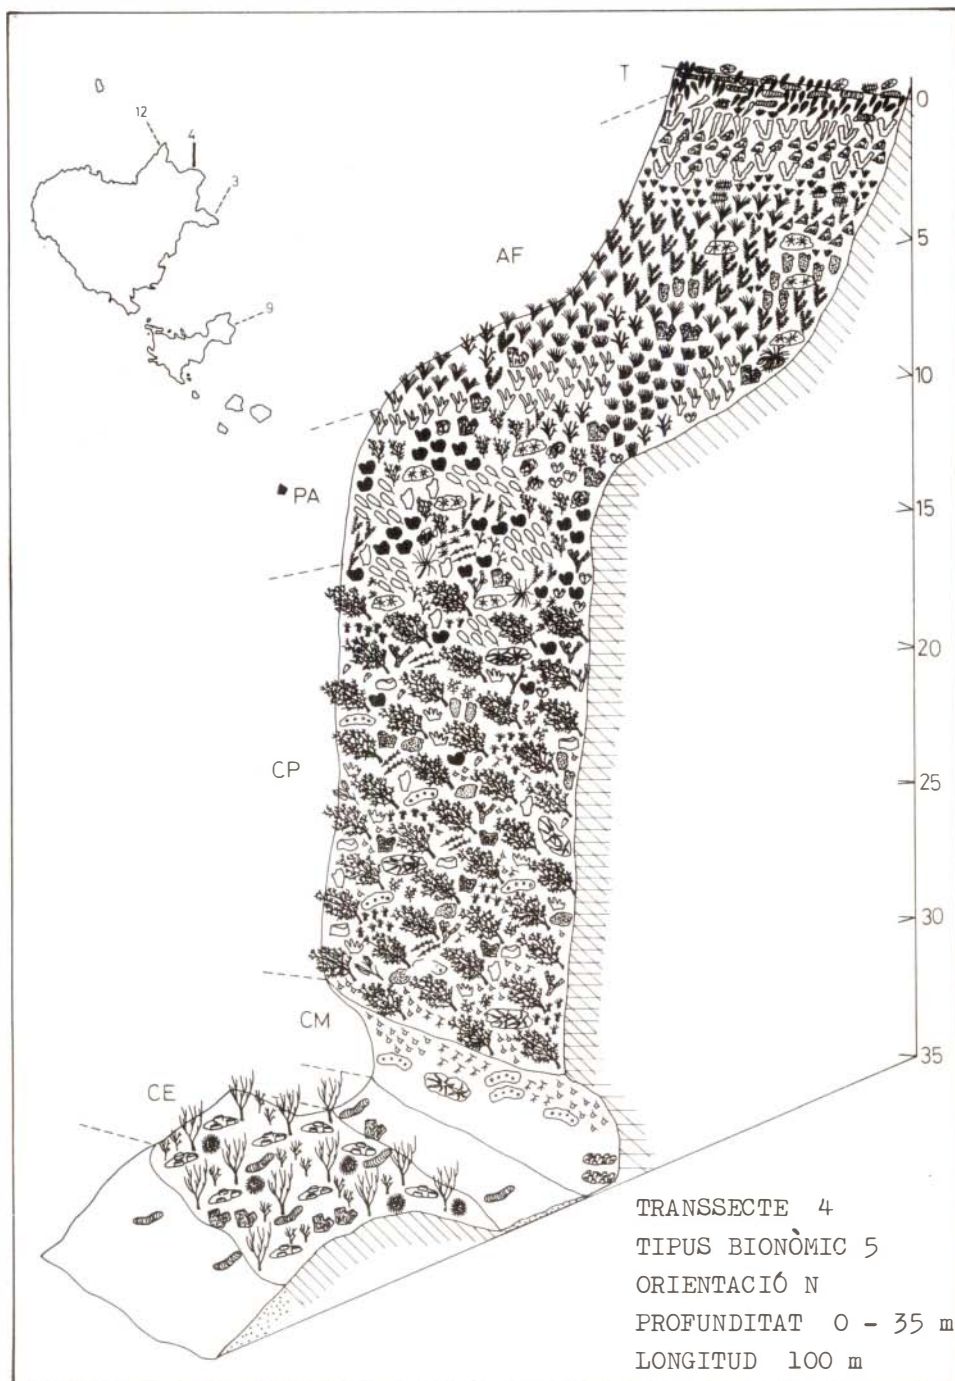 T
0
12
4
3
5
AF
9
10
PA
15
20
CP
25
30
CM
35
CE
TRANSSECTE 4
TIPUS BIONÒMIC 5
ORIENTACIÓ N
PROFUNDITAT 0 - 35 m
LONGITUD 100 m